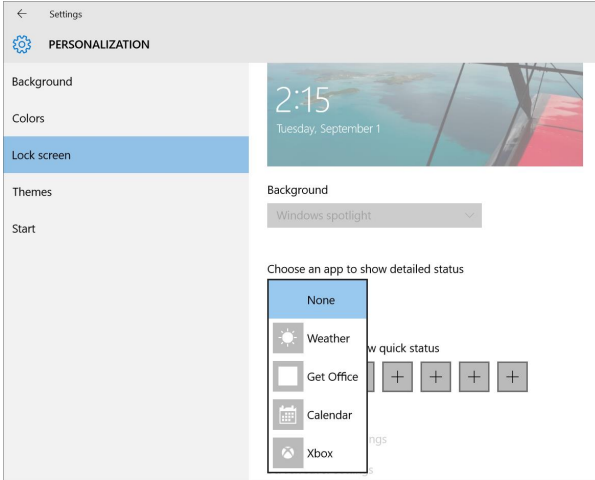 Settings
PERSONALIZATION
Background
Colors
Lock screen
Themes
Start
2:15
Tuesday, September 1
Background
Windows spotlight
Choose an app to show detailed status
None
Weather
w quick status
Get Office
Calendar
ngs
Xbox
s